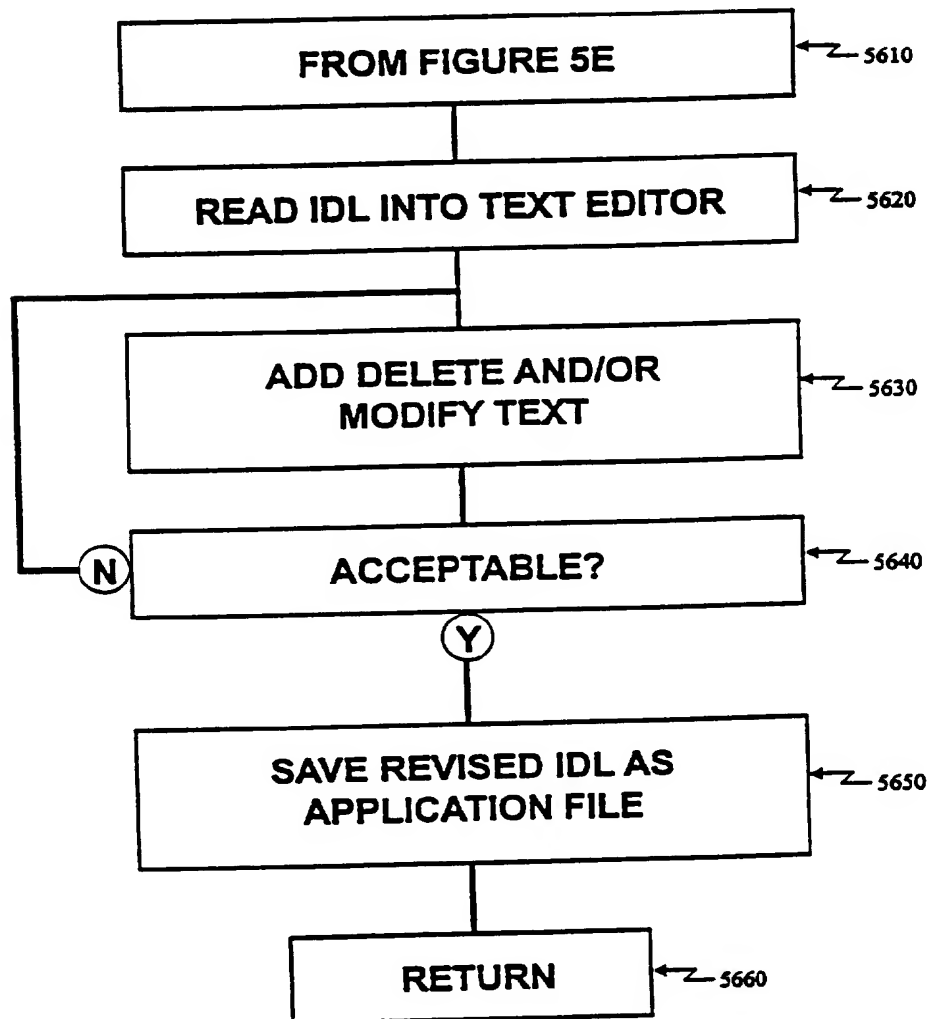 FROM FIGURE 5E
5610
READ IDL INTO TEXT EDITOR
5620
ADD DELETE AND/OR
MODIFY TEXT
5630
ACCEPTABLE?
5640
N
Y
SAVE REVISED IDL AS
APPLICATION FILE
5650
RETURN
5660